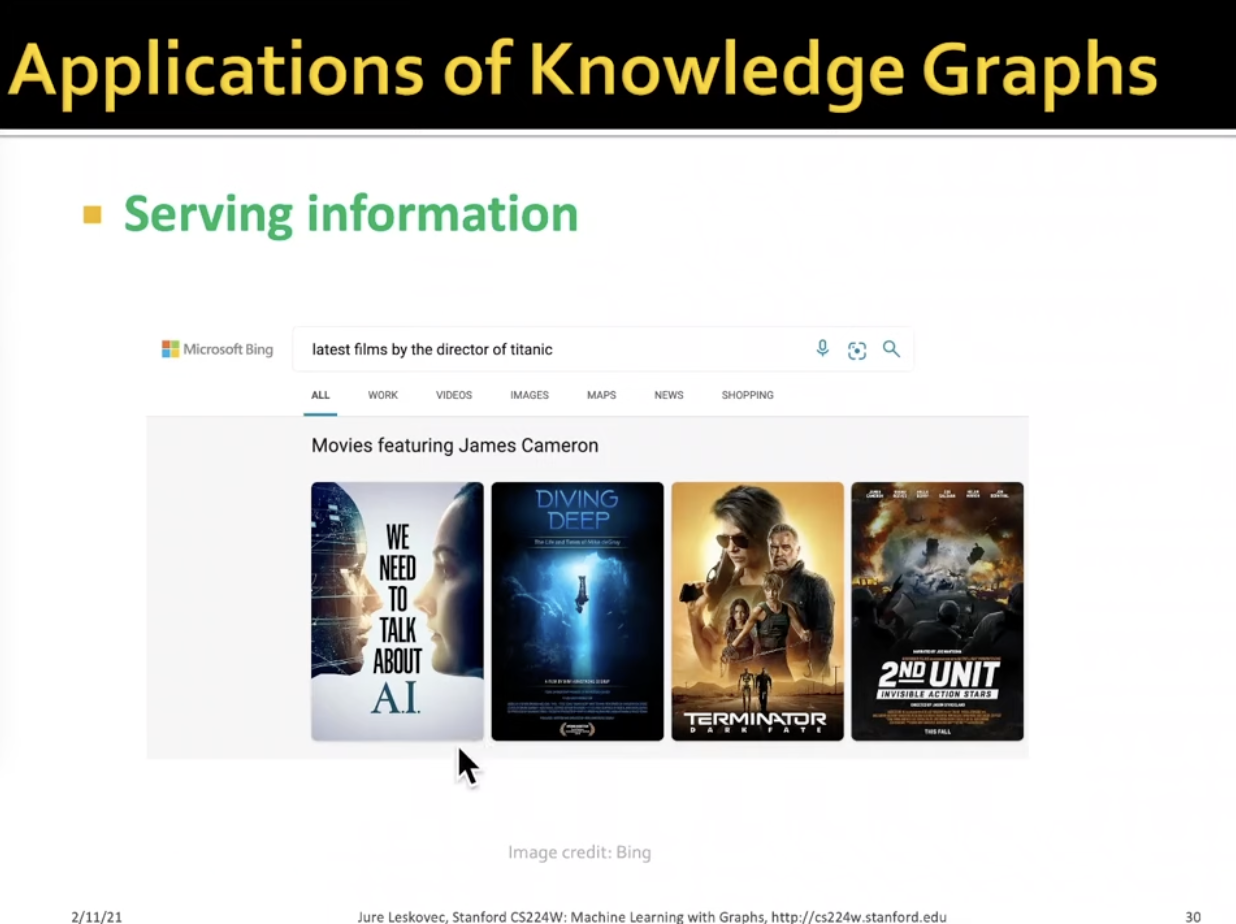 Applications of Knowledge Graphs
Serving information
Microsoft Bing
latest films by the director of titanic
ALL WORK VIDEOS IMAGES MAPS NEWS SHOPPING
Movies featuring James Cameron
WE
NEED
TO
TALK
ABOUT
A.I.
DIVING
DEEP
The Life and Times of Mike deGruy
TERMINATOR
DARK FATE
2ND UNIT
INVISIBLE ACTION STARS
THIS FALL
Image credit: Bing
2/11/21 Jure Leskovec, Stanford CS224W: Machine Learning with Graphs, http://cs224w.stanford.edu 30